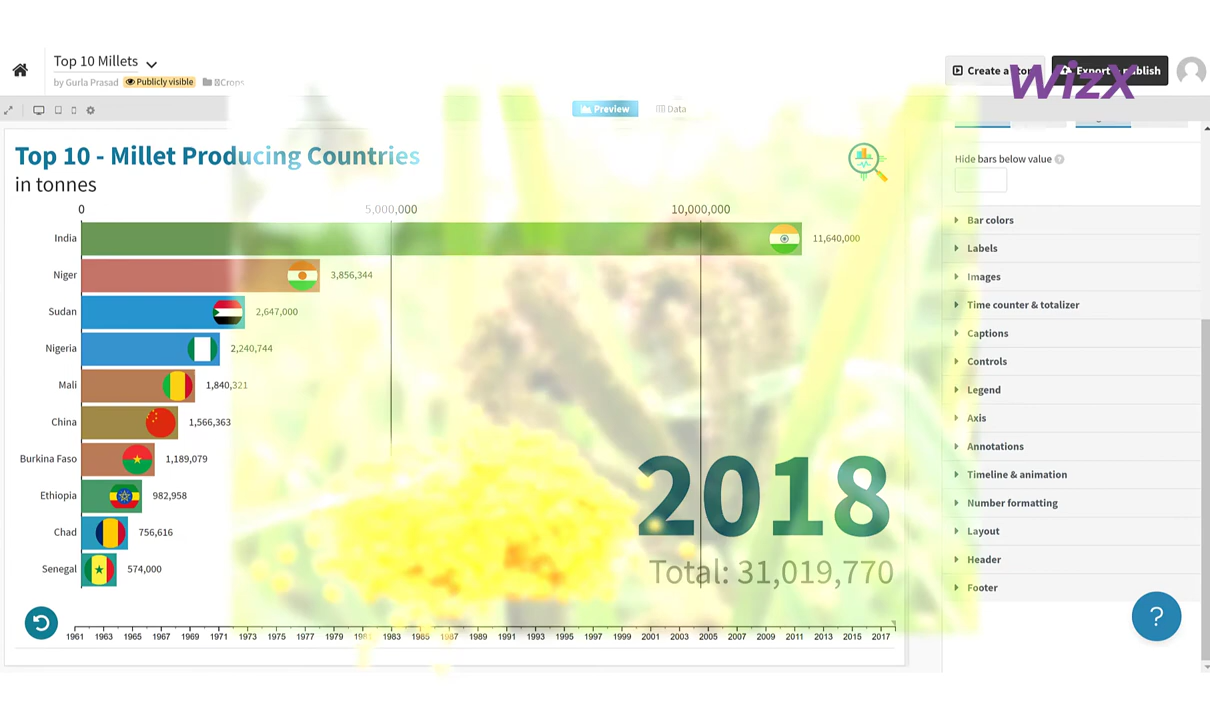 Top 10 Millets
by Gurla Prasad Publicly visible Crops
Create a story Export & publish
WizX
Preview Data
Top 10 - Millet Producing Countries
in tonnes
0 5,000,000 10,000,000
India 11,640,000
Niger 3,856,344
Sudan 2,647,000
Nigeria 2,240,744
Mali 1,840,321
China 1,566,363
Burkina Faso 1,189,079
Ethiopia 982,958
Chad 756,616
Senegal 574,000
2018
Total: 31,019,770
1961 1963 1965 1967 1969 1971 1973 1975 1977 1979 1981 1983 1985 1987 1989 1991 1993 1995 1997 1999 2001 2003 2005 2007 2009 2011 2013 2015 2017
Hide bars below value ?
Bar colors
Labels
Images
Time counter & totalizer
Captions
Controls
Legend
Axis
Annotations
Timeline & animation
Number formatting
Layout
Header
Footer
?